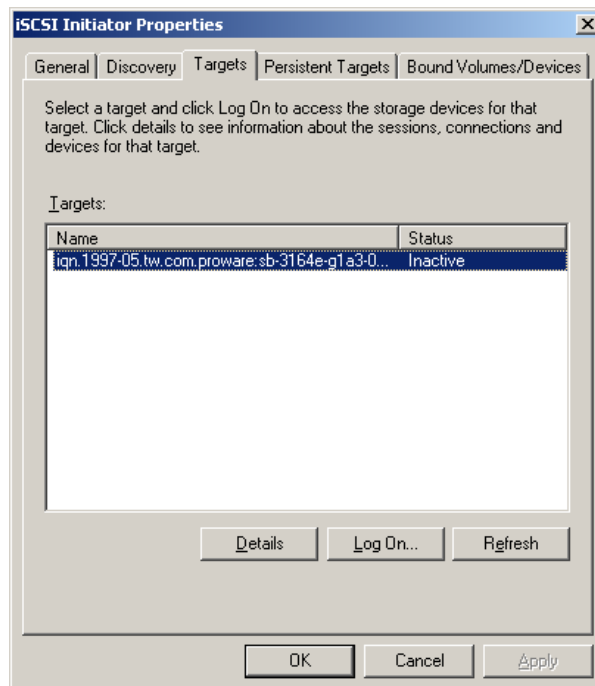 iSCSI Initiator Properties
General Discovery Targets Persistent Targets Bound Volumes/Devices
Select a target and click Log On to access the storage devices for that
target. Click details to see information about the sessions, connections and
devices for that target.
Targets:
Name Status
iqn.1997-05.tw.com.proware:sb-3164e-g1a3-0... Inactive
Details Log On... Refresh
OK Cancel Apply